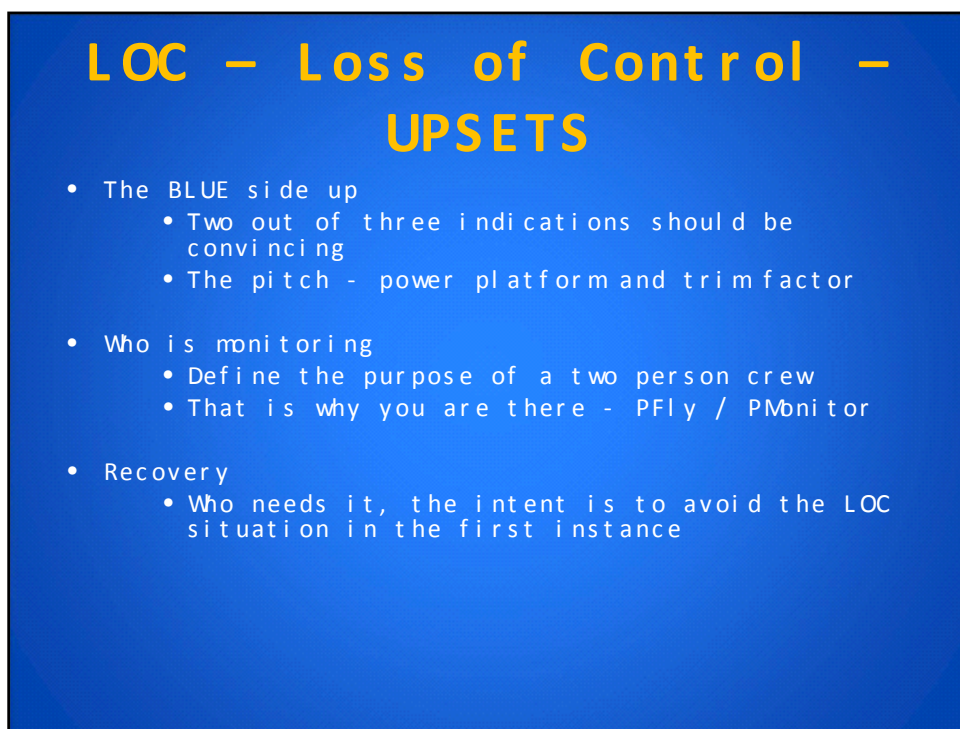 LOC – Loss of Control –
UPSETS
• The BLUE side up
• Two out of three indications should be
convincing
• The pitch - power platform and trim factor
• Who is monitoring
• Define the purpose of a two person crew
• That is why you are there - PFly / PMonitor
• Recovery
• Who needs it, the intent is to avoid the LOC
situation in the first instance